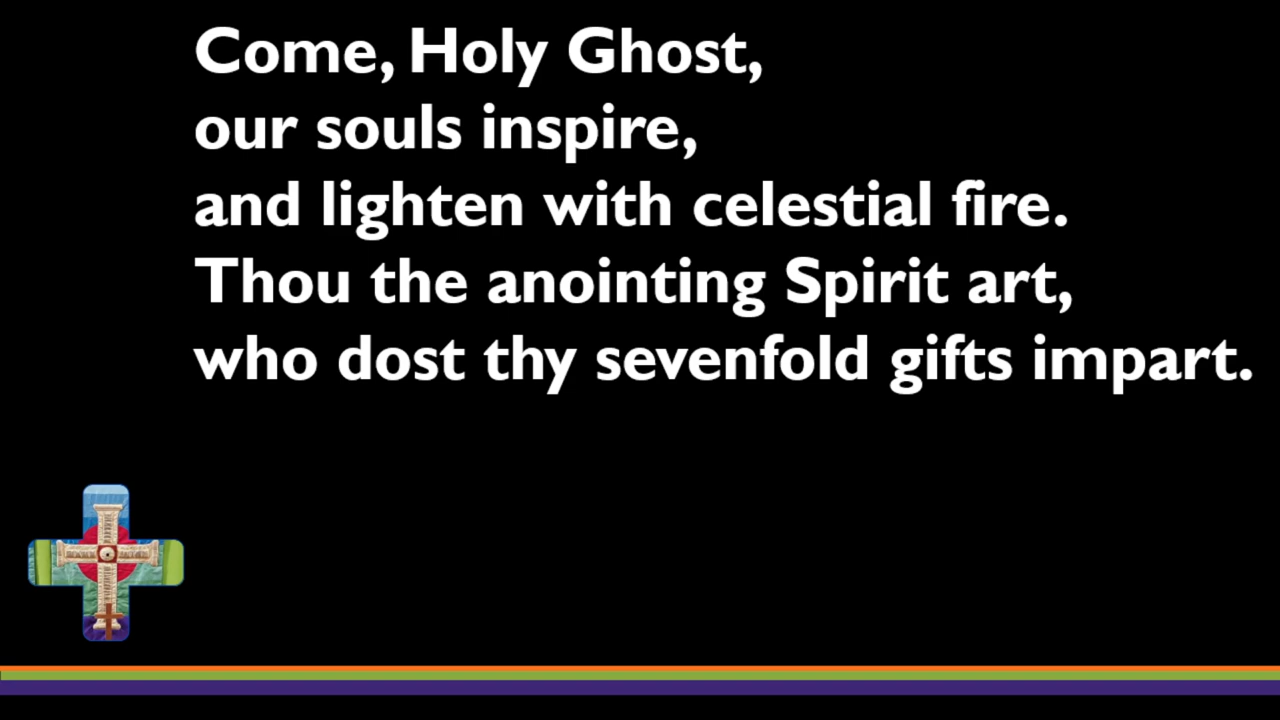 Come, Holy Ghost,
our souls inspire,
and lighten with celestial fire.
Thou the anointing Spirit art,
who dost thy sevenfold gifts impart.